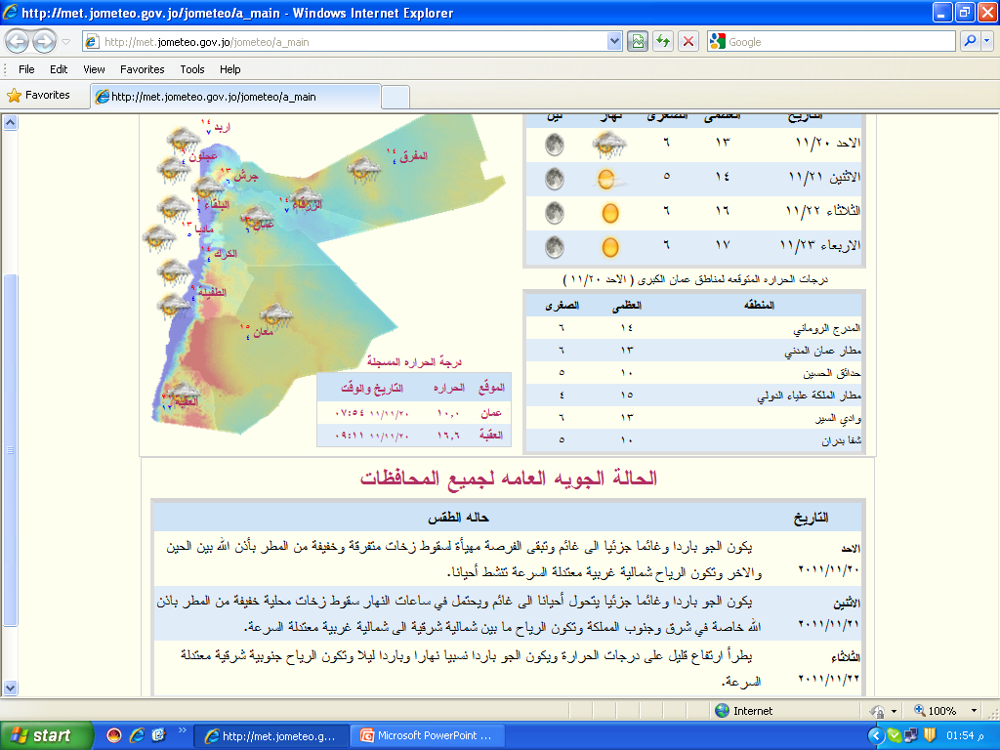 http://met.jometeo.gov.jo/jometeo/a_main - Windows Internet Explorer
http://met.jometeo.gov.jo/jometeo/a_main
Google
File Edit View Favorites Tools Help
Favorites
http://met.jometeo.gov.jo/jometeo/a_main
التاريخ العظمى الصغرى نهار ليل
الاحد ١١/٢٠ ١٣ ٦
الاثنين ١١/٢١ ١٤ ٥
الثلاثاء ١١/٢٢ ١٦ ٦
الاربعاء ١١/٢٣ ١٧ ٦
درجات الحراره المتوقعه لمناطق عمان الكبرى ( الاحد ١١/٢٠ )
المنطقه العظمى الصغرى
المدرج الروماني ١٤ ٦
مطار عمان المدني ١٣ ٦
حدائق الحسين ١٠ ٥
مطار الملكة علياء الدولي ١٥ ٤
وادي السير ١٣ ٦
شفا بدران ١٠ ٥
اربد ١٤ ٧
عجلون ٩
جرش ١٣ ٦
المفرق ١٤ ٤
البلقاء ٦
الزرقاء ١٤ ٧
عمان
مادبا ١٣ ٥
الكرك ١٤ ٤
الطفيلة ٩ ٤
معان ١٥ ٤
العقبة
درجة الحراره المسجلة
الموقع الحراره التاريخ والوقت
عمان ١٠,٠ ١١/١١/٢٠ ٠٧:٥٤
العقبة ١٦,٦ ١١/١١/٢٠ ٠٩:١١
الحالة الجويه العامه لجميع المحافظات
التاريخ حاله الطقس
الاحد
٢٠١١/١١/٢٠
يكون الجو باردا وغائما جزئيا الى غائم وتبقى الفرصة مهيأة لسقوط زخات متفرقة وخفيفة من المطر بأذن الله بين الحين
والاخر وتكون الرياح شمالية غربية معتدلة السرعة تنشط أحيانا.
الاثنين
٢٠١١/١١/٢١
يكون الجو باردا وغائما جزئيا يتحول أحيانا الى غائم ويحتمل في ساعات النهار سقوط زخات محلية خفيفة من المطر باذن
الله خاصة في شرق وجنوب المملكة وتكون الرياح ما بين شمالية شرقية الى شمالية غربية معتدلة السرعة.
الثلاثاء
٢٠١١/١١/٢٢
يطرأ ارتفاع قليل على درجات الحرارة ويكون الجو باردا نسبيا نهارا وباردا ليلا وتكون الرياح جنوبية شرقية معتدلة
السرعة.
Internet 100%
start http://met.jometeo.g... Microsoft PowerPoint ... 01:54 م